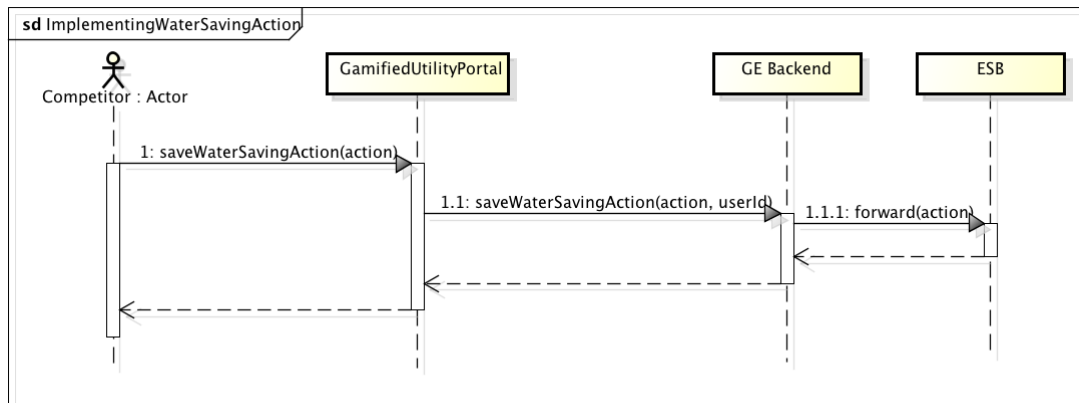 sd ImplementingWaterSavingAction
Competitor : Actor
GamifiedUtilityPortal
GE Backend
ESB
1: saveWaterSavingAction(action)
1.1: saveWaterSavingAction(action, userId)
1.1.1: forward(action)